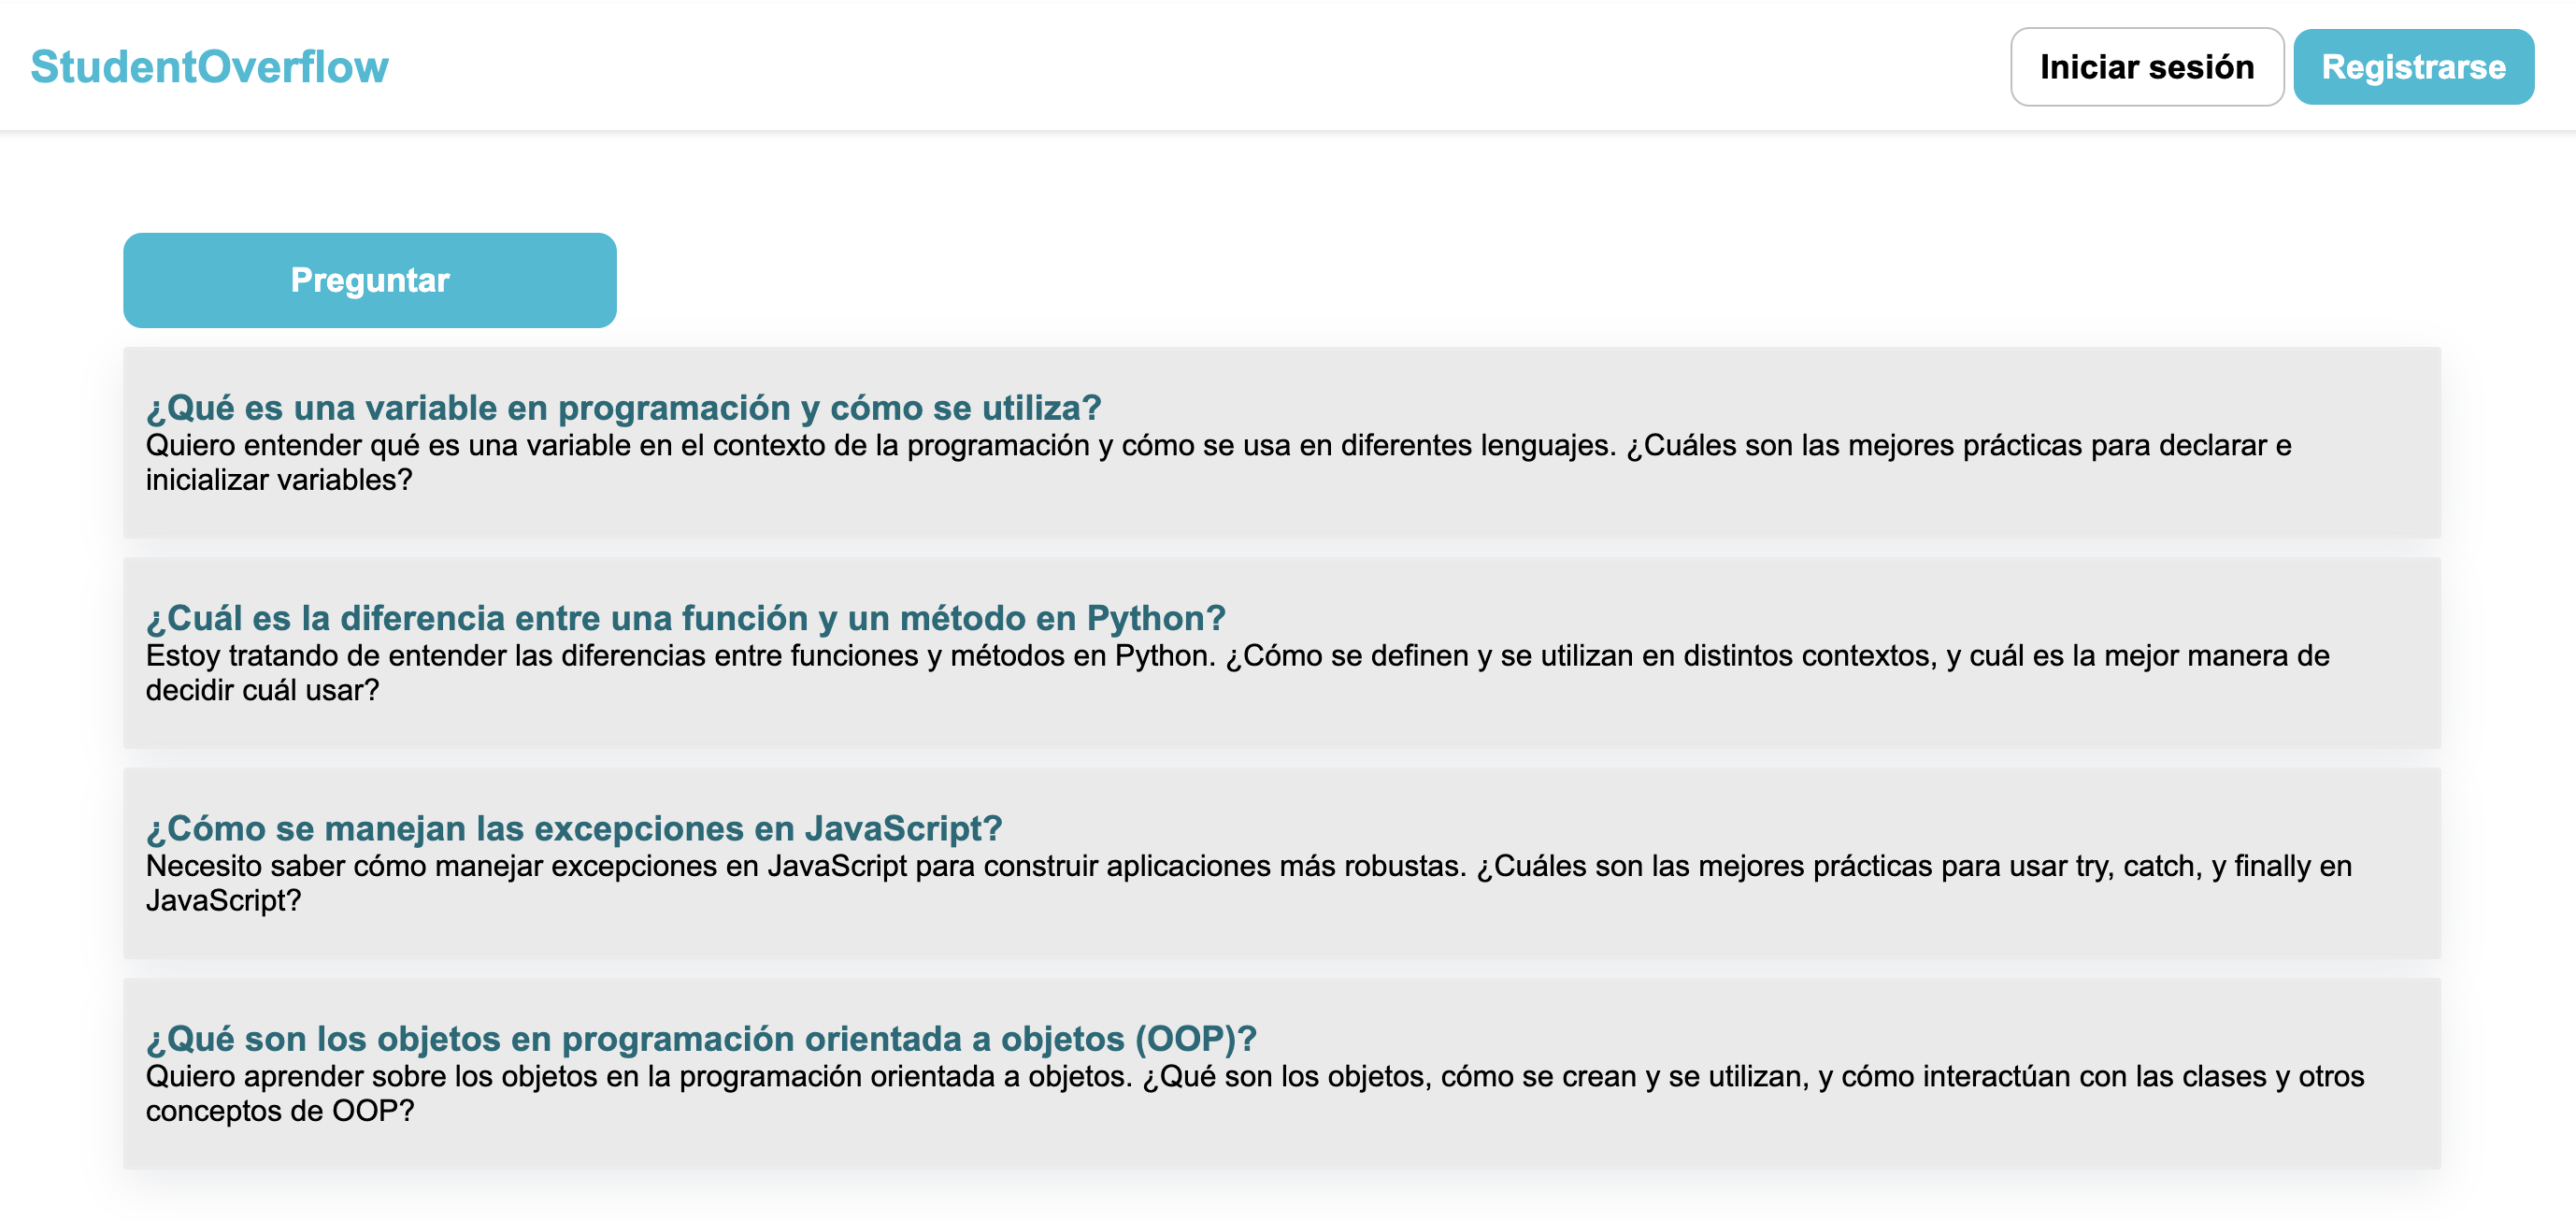 StudentOverflow
Iniciar sesión
Registrarse
Preguntar
¿Qué es una variable en programación y cómo se utiliza?
Quiero entender qué es una variable en el contexto de la programación y cómo se usa en diferentes lenguajes. ¿Cuáles son las mejores prácticas para declarar e
inicializar variables?
¿Cuál es la diferencia entre una función y un método en Python?
Estoy tratando de entender las diferencias entre funciones y métodos en Python. ¿Cómo se definen y se utilizan en distintos contextos, y cuál es la mejor manera de
decidir cuál usar?
¿Cómo se manejan las excepciones en JavaScript?
Necesito saber cómo manejar excepciones en JavaScript para construir aplicaciones más robustas. ¿Cuáles son las mejores prácticas para usar try, catch, y finally en
JavaScript?
¿Qué son los objetos en programación orientada a objetos (OOP)?
Quiero aprender sobre los objetos en la programación orientada a objetos. ¿Qué son los objetos, cómo se crean y se utilizan, y cómo interactúan con las clases y otros
conceptos de OOP?